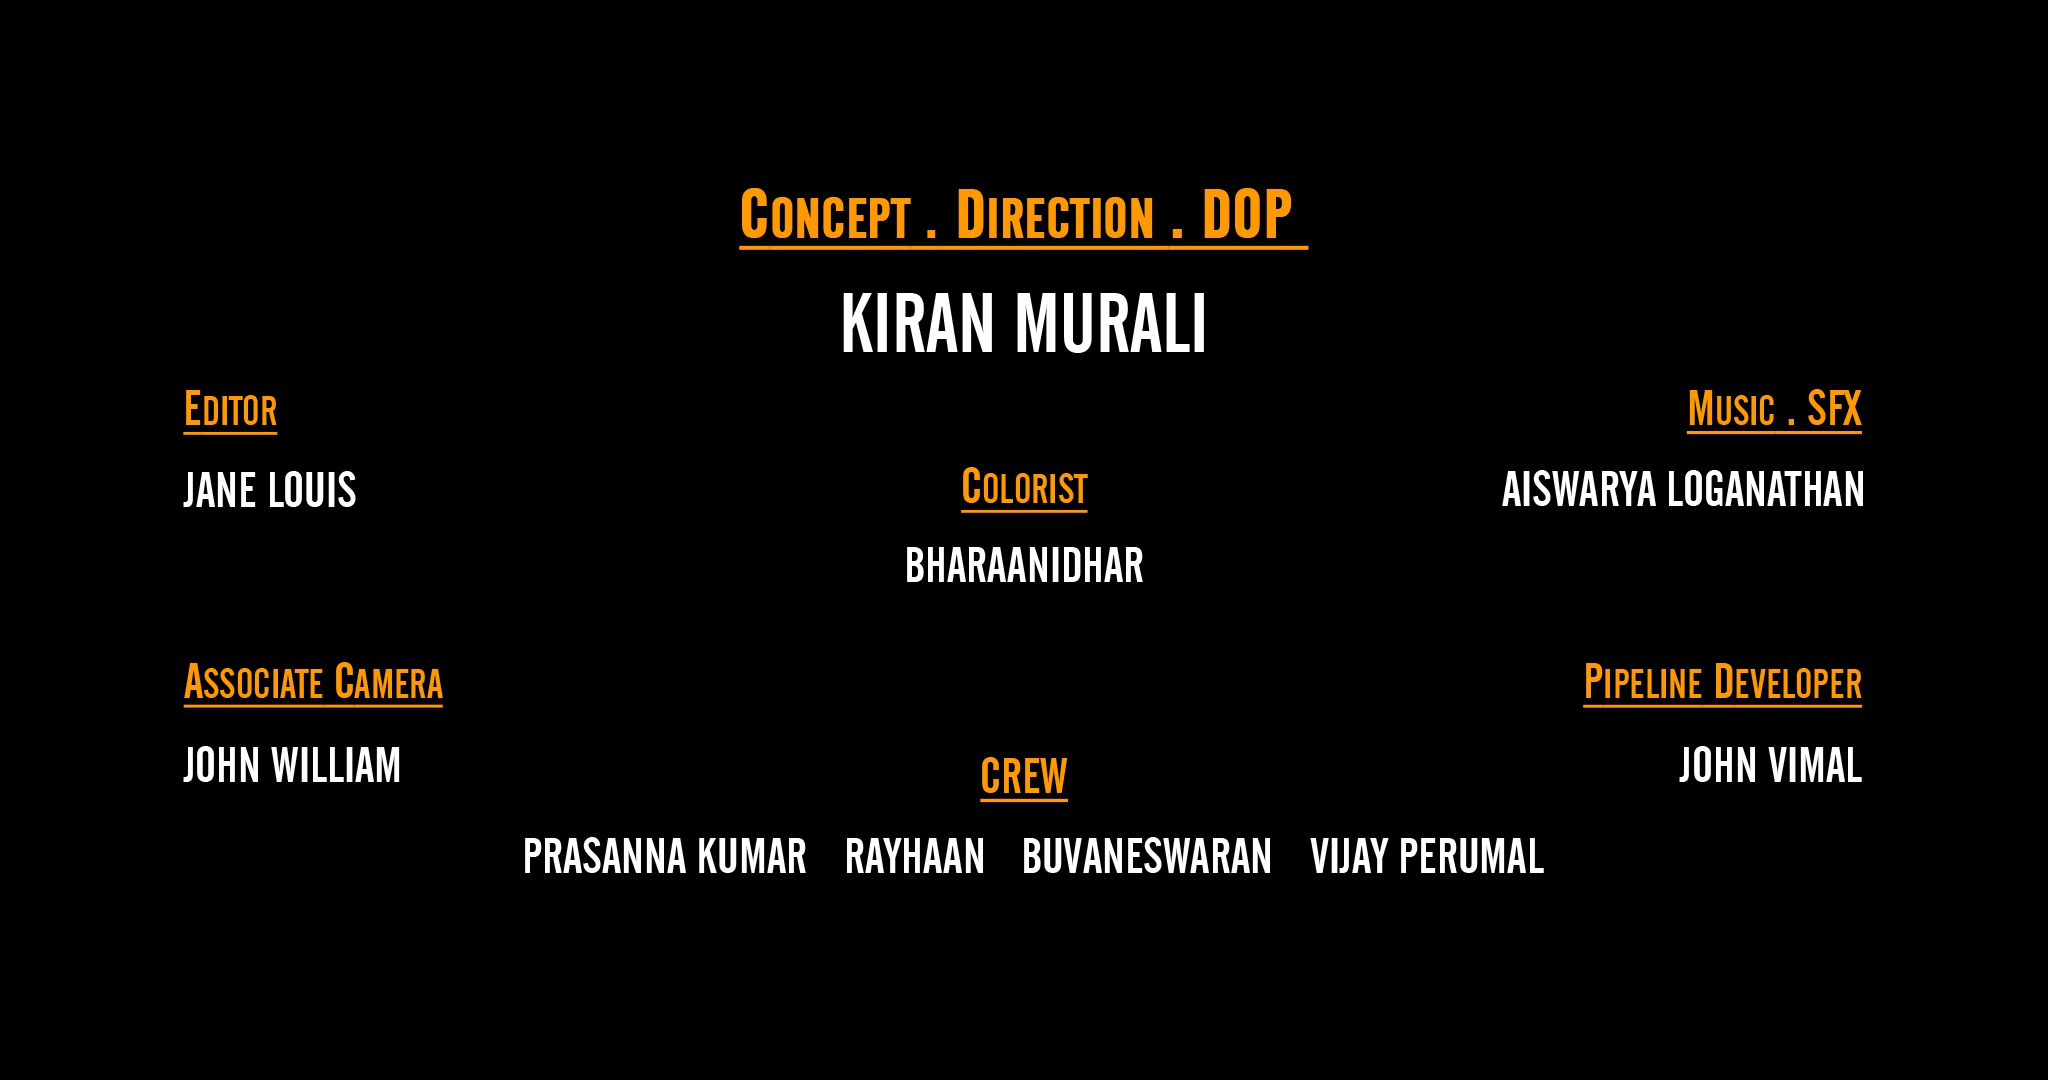 Concept . Direction . DOP
KIRAN MURALI
Editor
JANE LOUIS
Music . SFX
AISWARYA LOGANATHAN
Colorist
BHARAANIDHAR
Associate Camera
JOHN WILLIAM
Pipeline Developer
JOHN VIMAL
CREW
PRASANNA KUMAR RAYHAAN BUVANESWARAN VIJAY PERUMAL